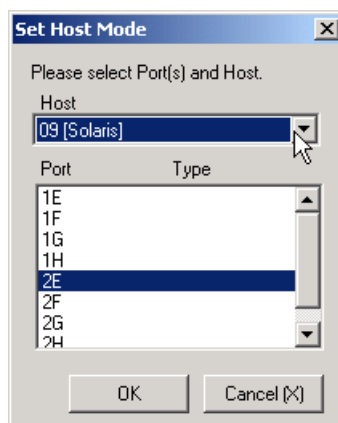 Set Host Mode
Please select Port(s) and Host.
Host
09 [Solaris]
Port Type
1E
1F
1G
1H
2E
2F
2G
2H
OK Cancel (X)